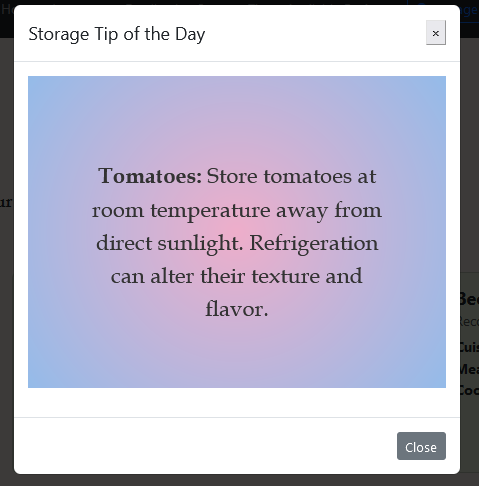 Storage Tip of the Day
×
Tomatoes: Store tomatoes at
room temperature away from
direct sunlight. Refrigeration
can alter their texture and
flavor.
Close